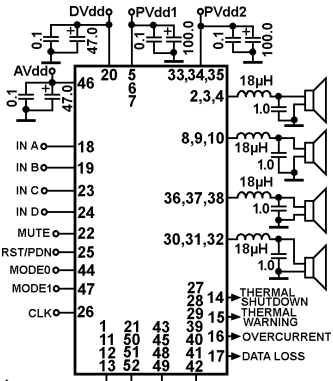 DVdd PVdd1 PVdd2
0.1 + 47.0 0.1 + 100.0 0.1 + 100.0
AVdd
0.1 + 47.0
46 20 5 33,34,35
6
7
18µH
2,3,4
1.0
IN A 18
8,9,10
18µH
1.0
IN B 19
IN C 23
18µH
36,37,38
1.0
IN D 24
MUTE 22
30,31,32
18µH
1.0
RST/PDN 25
MODE0 44
MODE1 47
CLK 26
27
28 14 THERMAL
SHUTDOWN
29 15 THERMAL
WARNING
1 21 43 39
11 50 45 40 16 OVERCURRENT
12 51 48 41 17 DATA LOSS
13 52 49 42